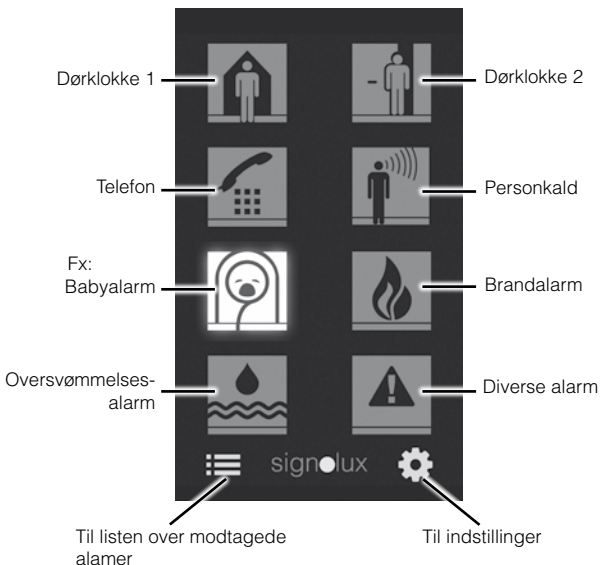 Dørklokke 1
Dørklokke 2
Telefon
Personkald
Fx:
Babyalarm
Brandalarm
Oversvømmelses-
alarm
Diverse alarm
signolux
Til listen over modtagede
alamer
Til indstillinger